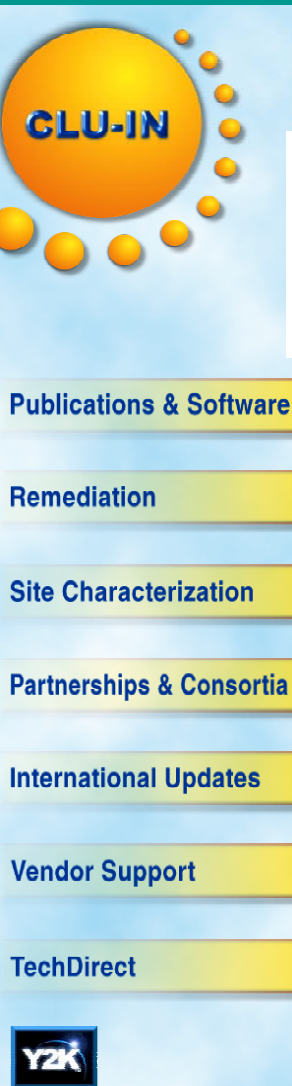 CLU-IN
Publications & Software
Remediation
Site Characterization
Partnerships & Consortia
International Updates
Vendor Support
TechDirect
Y2K